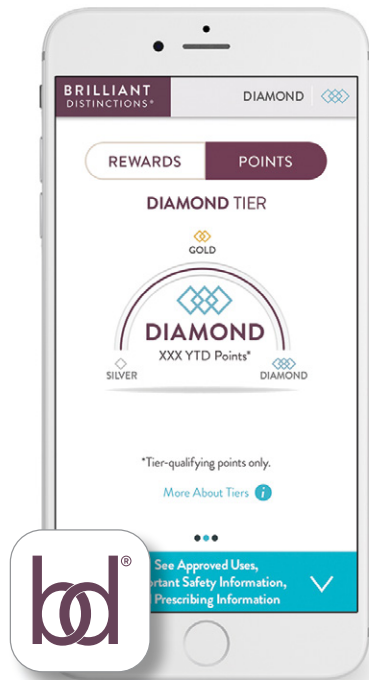 BRILLIANT
DISTINCTIONS®
DIAMOND
REWARDS
POINTS
DIAMOND TIER
GOLD
DIAMOND
XXX YTD Points*
SILVER
DIAMOND
*Tier-qualifying points only.
More About Tiers i
See Approved Uses,
Safety Information,
Prescribing Information
bd®